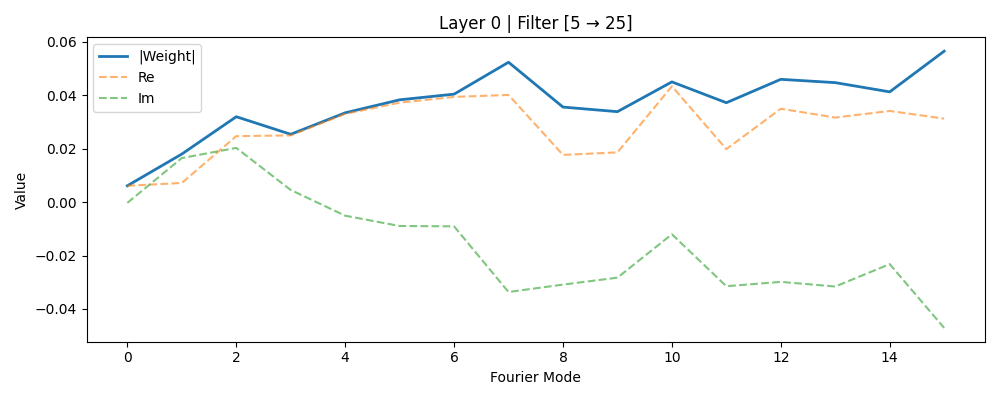 Layer 0 | Filter [5 → 25]
|Weight|
Re
Im
0.06
0.04
0.02
0.00
−0.02
−0.04
Value
0 2 4 6 8 10 12 14
Fourier Mode